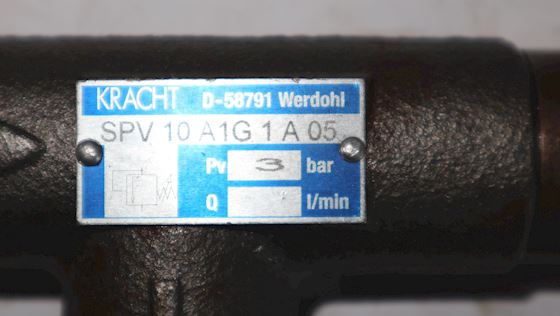 KRACHT D-58791 Werdohl
SPV 10 A1G 1 A 05
Pv 3 bar
Q l/min